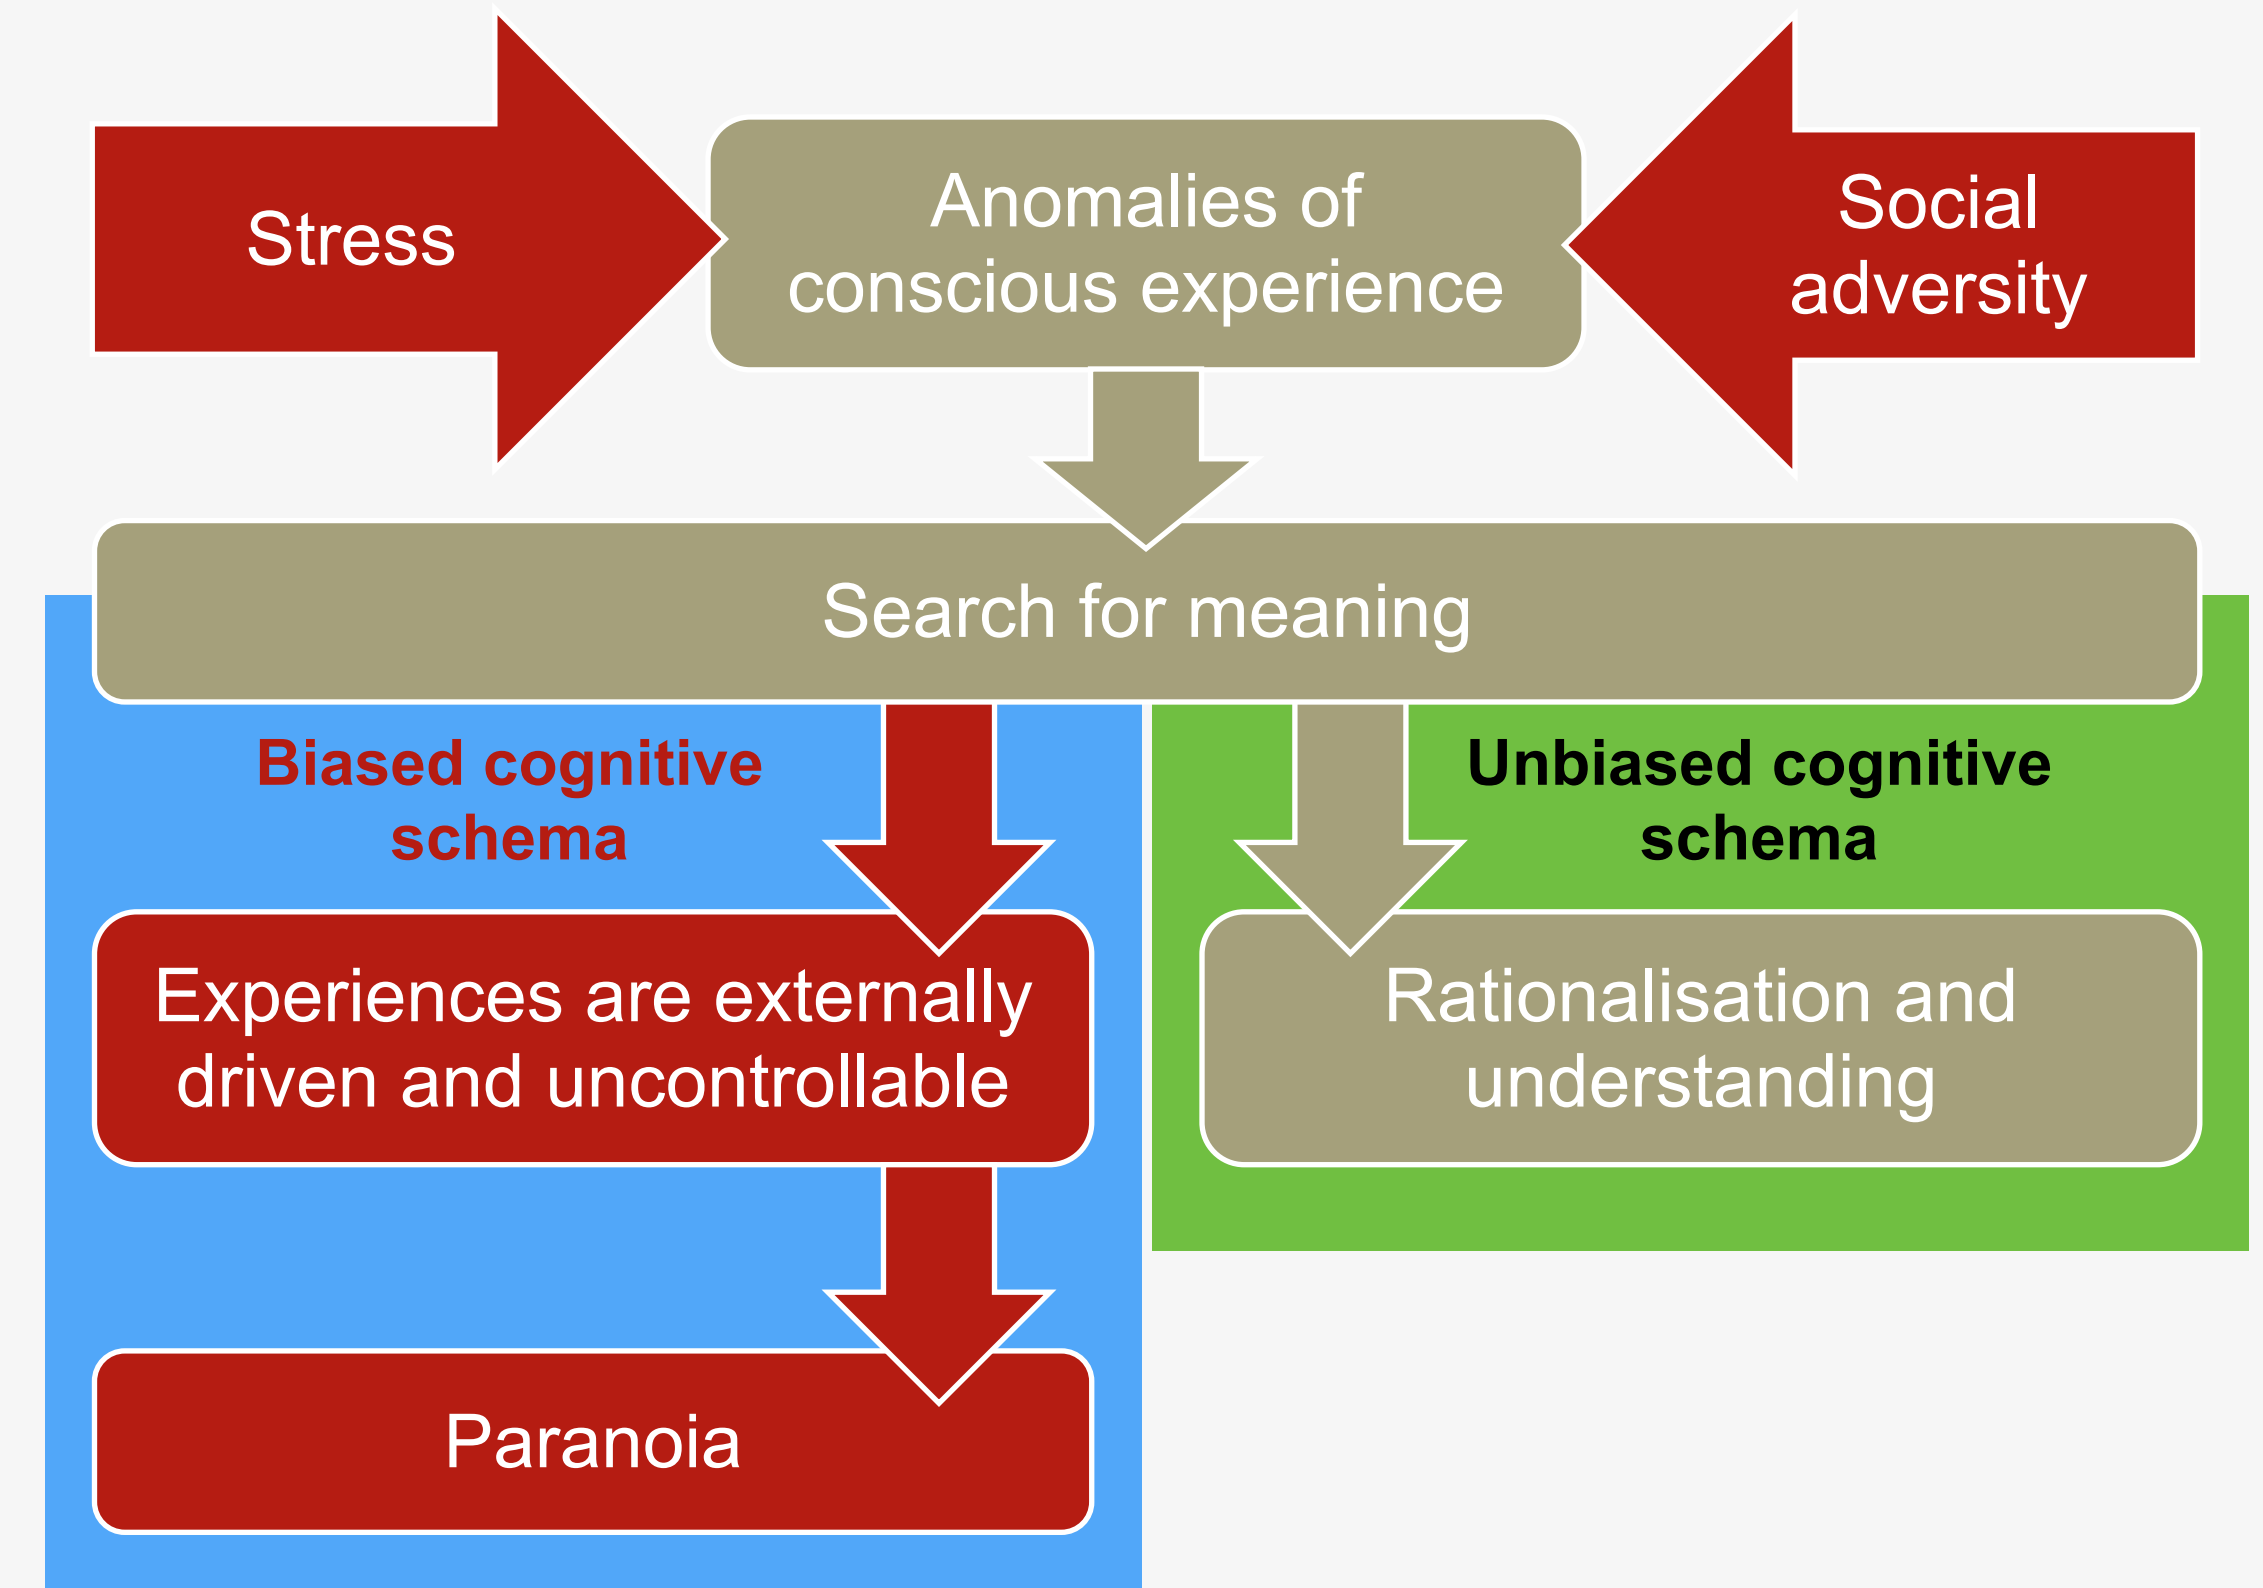 Stress
Anomalies of
conscious experience
Social
adversity
Search for meaning
Biased cognitive
schema
Unbiased cognitive
schema
Experiences are externally
driven and uncontrollable
Rationalisation and
understanding
Paranoia